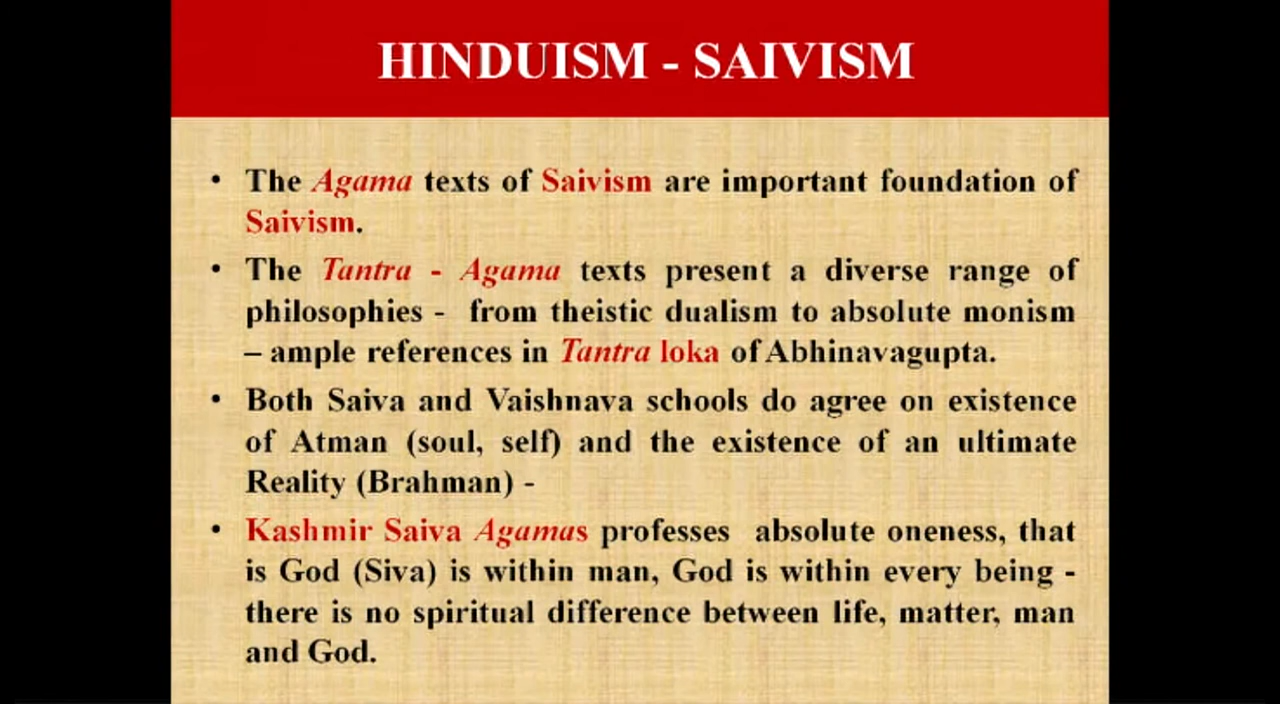 HINDUISM - SAIVISM
• The Agama texts of Saivism are important foundation of
Saivism.
• The Tantra - Agama texts present a diverse range of
philosophies - from theistic dualism to absolute monism
– ample references in Tantra loka of Abhinavagupta.
• Both Saiva and Vaishnava schools do agree on existence
of Atman (soul, self) and the existence of an ultimate
Reality (Brahman) -
• Kashmir Saiva Agamas professes absolute oneness, that
is God (Siva) is within man, God is within every being -
there is no spiritual difference between life, matter, man
and God.